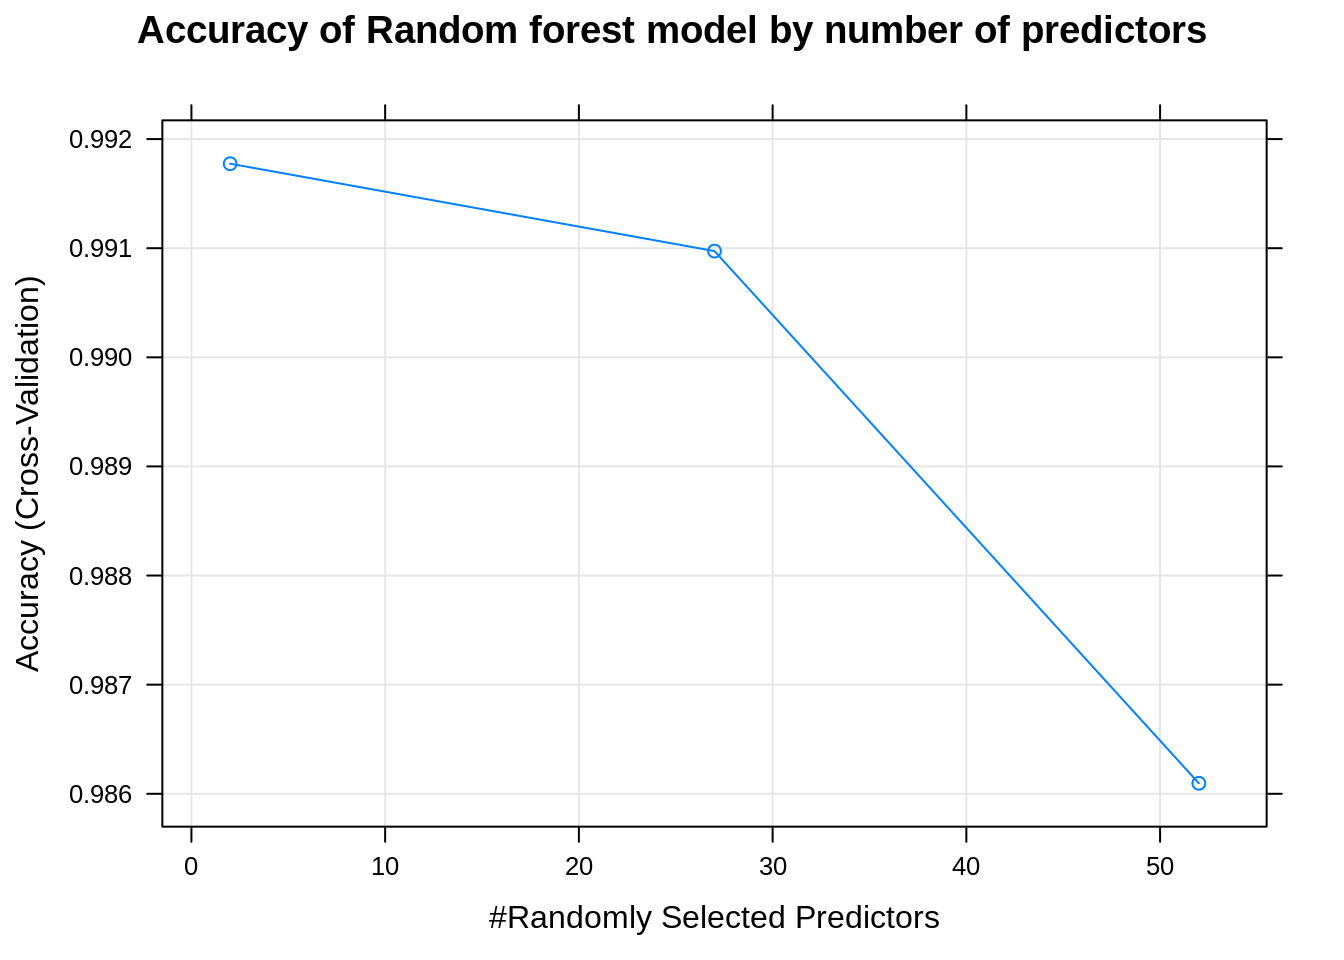 Accuracy of Random forest model by number of predictors
0.992
0.991
0.990
0.989
0.988
0.987
0.986
Accuracy (Cross-Validation)
0 10 20 30 40 50
#Randomly Selected Predictors